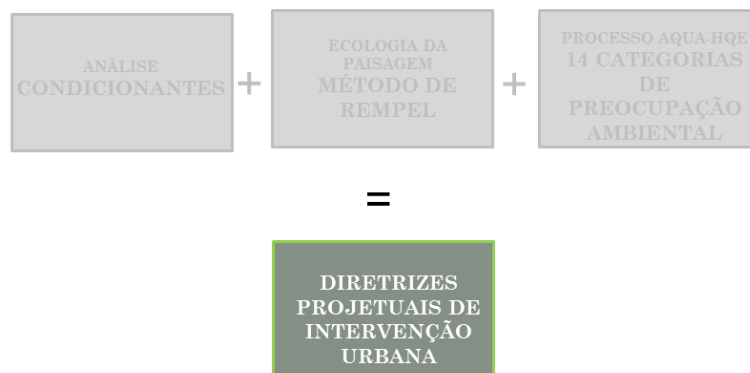 ANÁLISE
CONDICIONANTES
+
ECOLOGIA DA
PAISAGEM
MÉTODO DE
REMPEL
+
PROCESSO AQUA-HQE
14 CATEGORIAS
DE
PREOCUPAÇÃO
AMBIENTAL
=
DIRETRIZES
PROJETUAIS DE
INTERVENÇÃO
URBANA